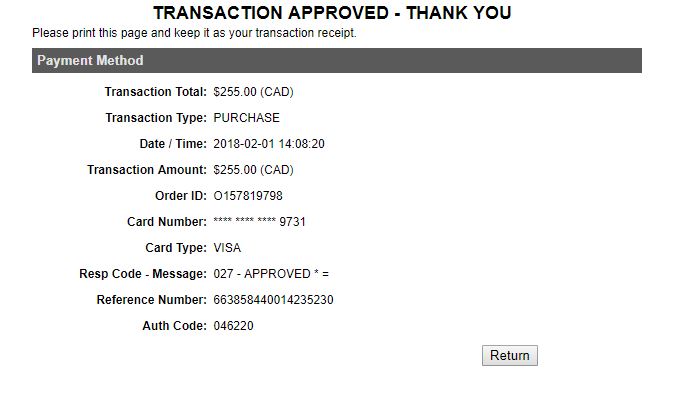 TRANSACTION APPROVED - THANK YOU
Please print this page and keep it as your transaction receipt.
Payment Method
Transaction Total: $255.00 (CAD)
Transaction Type: PURCHASE
Date / Time: 2018-02-01 14:08:20
Transaction Amount: $255.00 (CAD)
Order ID: O157819798
Card Number: **** **** **** 9731
Card Type: VISA
Resp Code - Message: 027 - APPROVED * =
Reference Number: 663858440014235230
Auth Code: 046220
Return